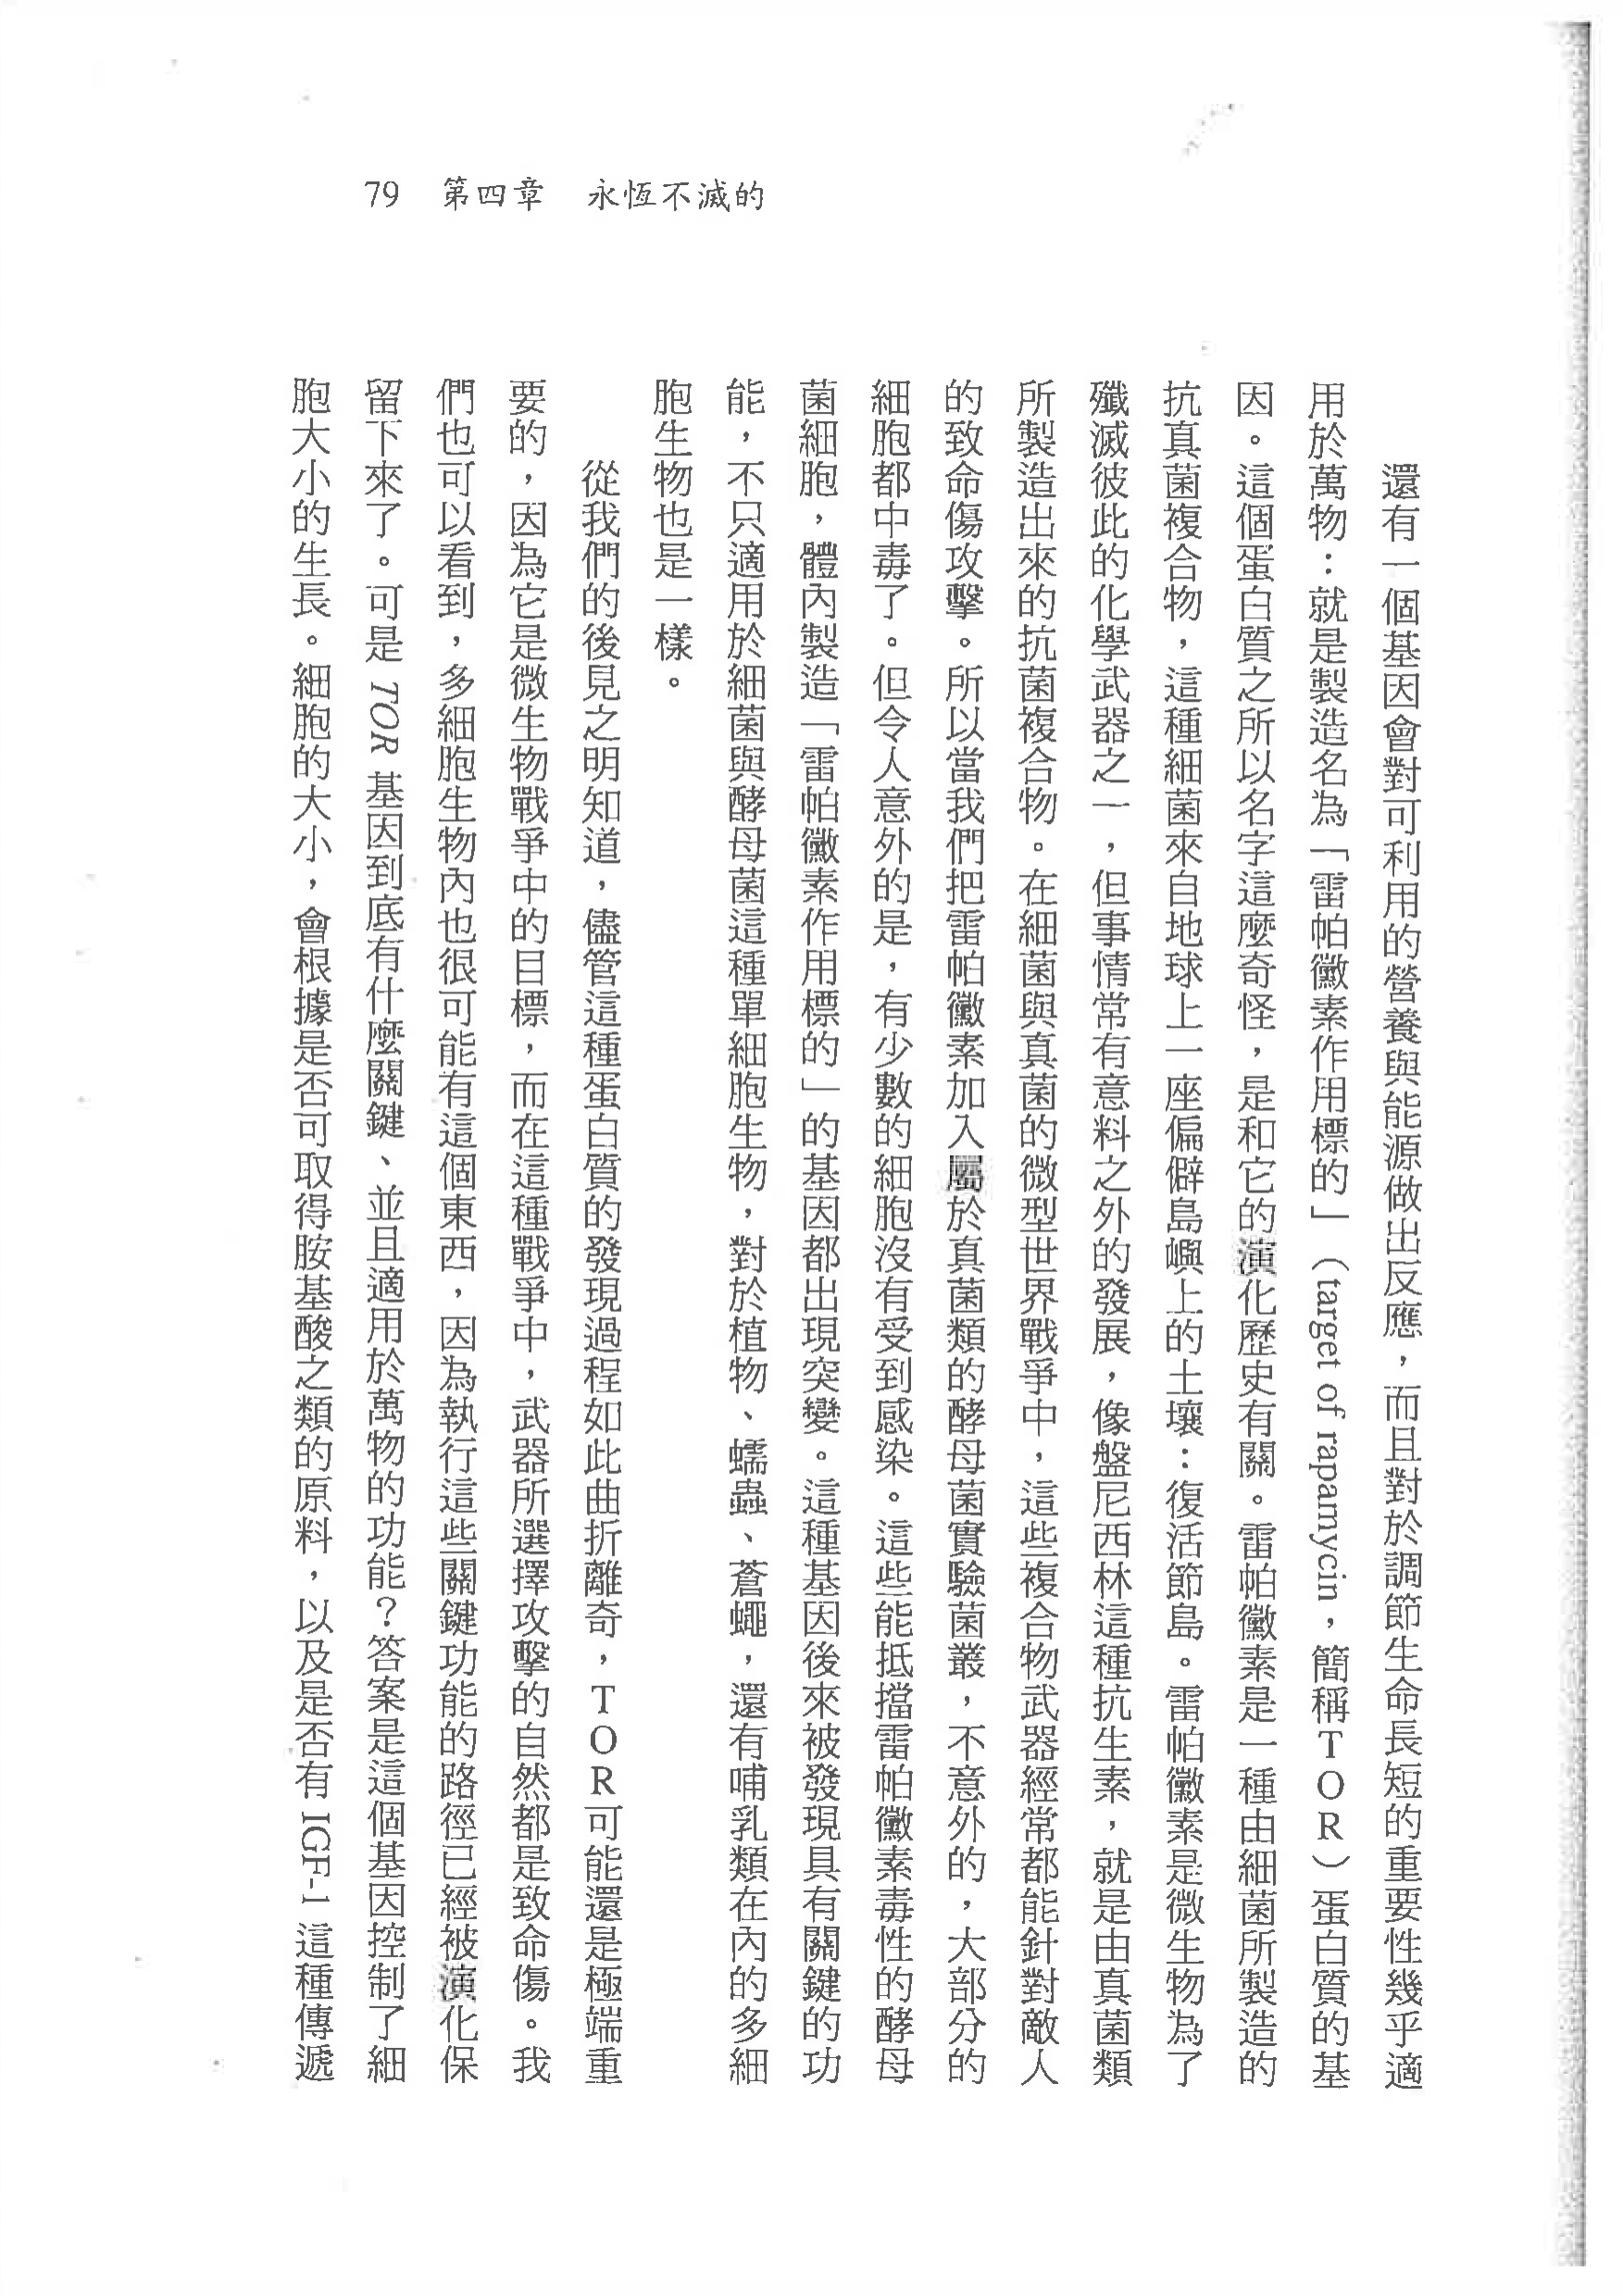 79 第四章 永恆不滅的
還有一個基因會對可利用的營養與能源做出反應，而且對於調節生命長短的重要性幾乎適
用於萬物：就是製造名為「雷帕黴素作用標的」（target of rapamycin，簡稱ＴＯＲ）蛋白質的基
因。這個蛋白質之所以名字這麼奇怪，是和它的演化歷史有關。雷帕黴素是一種由細菌所製造的
抗真菌複合物，這種細菌來自地球上一座偏僻島嶼上的土壤：復活節島。雷帕黴素是微生物為了
殲滅彼此的化學武器之一，但事情常有意料之外的發展，像盤尼西林這種抗生素，就是由真菌類
所製造出來的抗菌複合物。在細菌與真菌的微型世界戰爭中，這些複合物武器經常都能針對敵人
的致命傷攻擊。所以當我們把雷帕黴素加入屬於真菌類的酵母菌實驗菌叢，不意外的，大部分的
細胞都中毒了。但令人意外的是，有少數的細胞沒有受到感染。這些能抵擋雷帕黴素毒性的酵母
菌細胞，體內製造「雷帕黴素作用標的」的基因都出現突變。這種基因後來被發現具有關鍵的功
能，不只適用於細菌與酵母菌這種單細胞生物，對於植物、蠕蟲、蒼蠅，還有哺乳類在內的多細
胞生物也是一樣。
從我們的後見之明知道，儘管這種蛋白質的發現過程如此曲折離奇，ＴＯＲ可能還是極端重
要的，因為它是微生物戰爭中的目標，而在這種戰爭中，武器所選擇攻擊的自然都是致命傷。我
們也可以看到，多細胞生物內也很可能有這個東西，因為執行這些關鍵功能的路徑已經被演化保
留下來了。可是 TOR 基因到底有什麼關鍵、並且適用於萬物的功能？答案是這個基因控制了細
胞大小的生長。細胞的大小，會根據是否可取得胺基酸之類的原料，以及是否有 IGF-1 這種傳遞